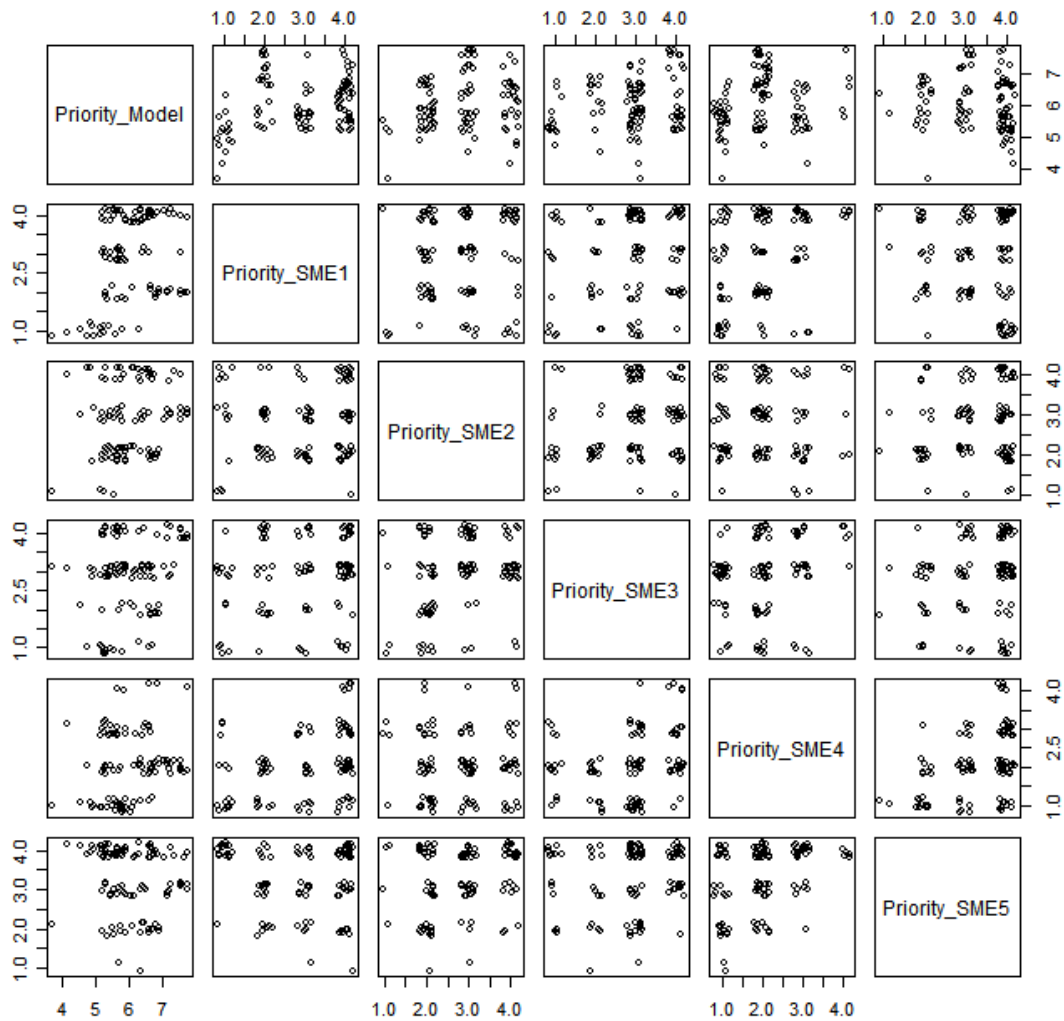 1.0 2.0 3.0 4.0 1.0 2.0 3.0 4.0 1.0 2.0 3.0 4.0
Priority_Model
4 5 6 7
1.0 2.5 4.0
Priority_SME1
Priority_SME2
1.0 2.0 3.0 4.0
1.0 2.5 4.0
Priority_SME3
Priority_SME4
1.0 2.5 4.0
1.0 2.0 3.0 4.0
Priority_SME5
4 5 6 7 1.0 2.0 3.0 4.0 1.0 2.0 3.0 4.0